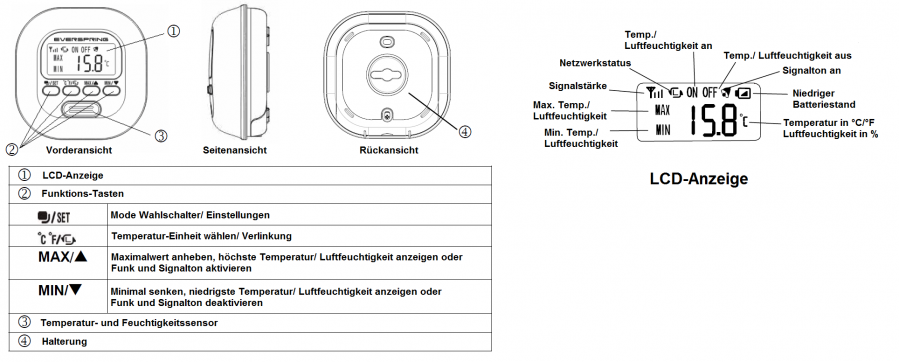 ①
EVERSPRING
ON OFF
MAX
MIN
15.8 °C
/SET
°C °F/
MAX/▲
MIN/▼
②
③
④
Vorderansicht
Seitenansicht
Rückansicht
① LCD-Anzeige
② Funktions-Tasten
/SET Mode Wahlschalter/ Einstellungen
°C °F/ Temperatur-Einheit wählen/ Verlinkung
MAX/▲ Maximalwert anheben, höchste Temperatur/ Luftfeuchtigkeit anzeigen oder
Funk und Signalton aktivieren
MIN/▼ Minimal senken, niedrigste Temperatur/ Luftfeuchtigkeit anzeigen oder
Funk und Signalton deaktivieren
③ Temperatur- und Feuchtigkeitssensor
④ Halterung
Temp./
Luftfeuchtigkeit an
Netzwerkstatus
Temp./ Luftfeuchtigkeit aus
Signalton an
Signalstärke
Niedriger
Batteriestand
Max. Temp./
Luftfeuchtigkeit
Min. Temp./
Luftfeuchtigkeit
Temperatur in °C/°F
Luftfeuchtigkeit in %
ON OFF
MAX
MIN
15.8 °C
LCD-Anzeige